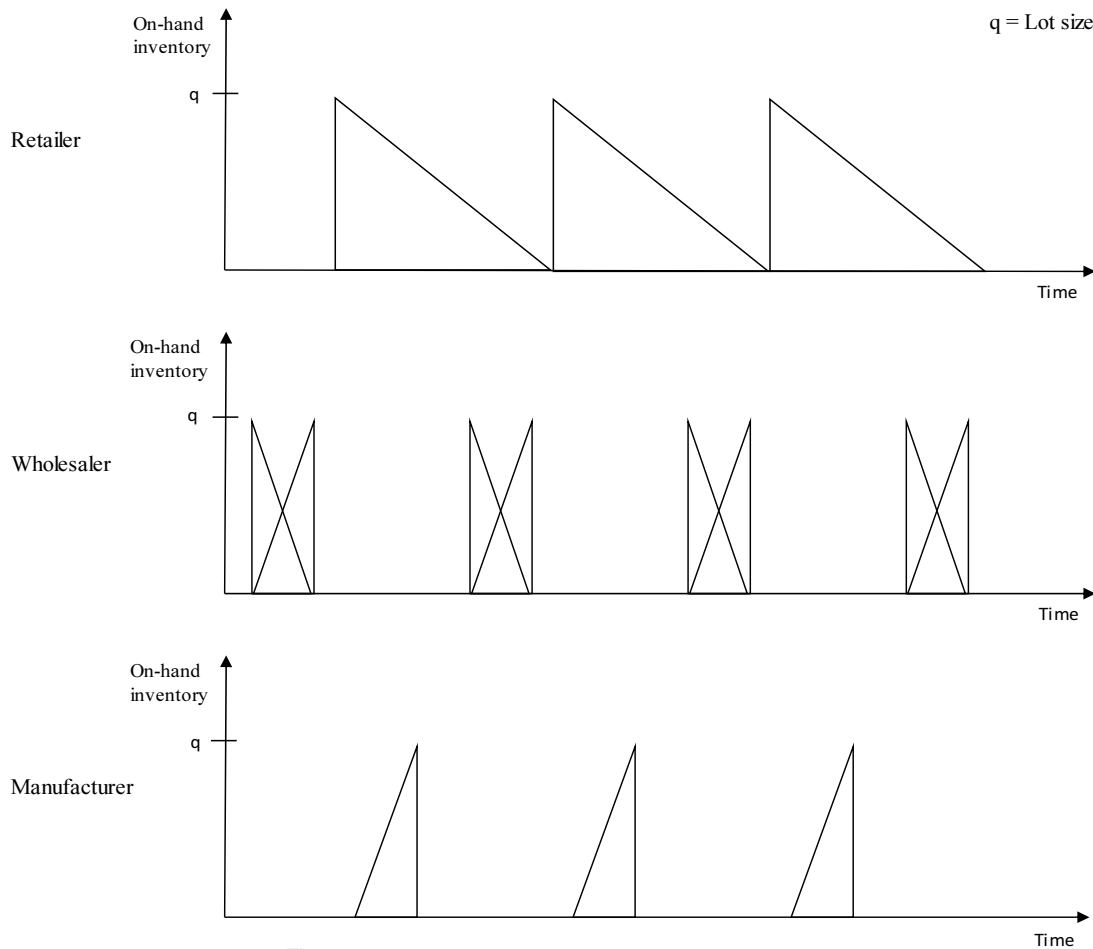 On-hand
inventory
q = Lot size
q
Retailer
Time
On-hand
inventory
q
Wholesaler
Time
On-hand
inventory
q
Manufacturer
Time